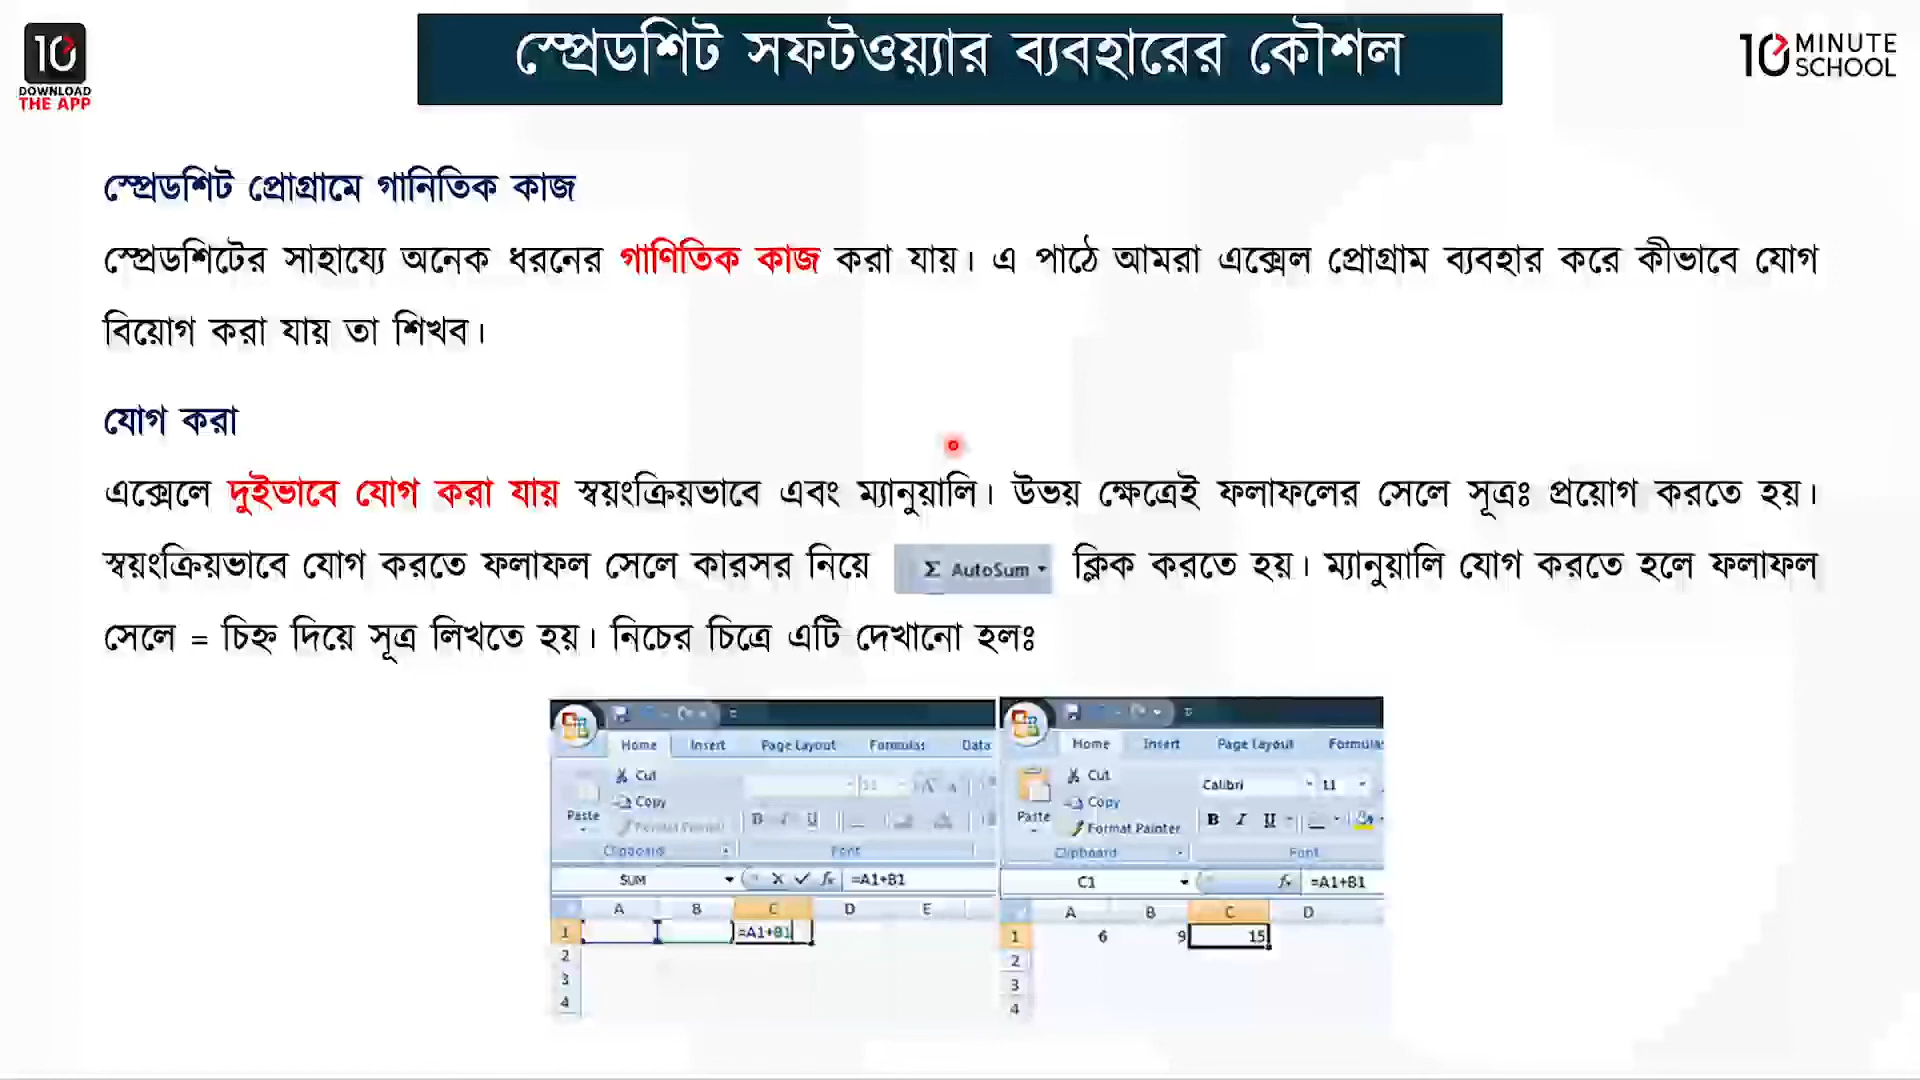 স্প্রেডশিট সফটওয়্যার ব্যবহারের কৌশল
10
DOWNLOAD
THE APP
10 MINUTE
SCHOOL
স্প্রেডশিট প্রোগ্রামে গানিতিক কাজ
স্প্রেডশিটের সাহায্যে অনেক ধরনের গাণিতিক কাজ করা যায়। এ পাঠে আমরা এক্সেল প্রোগ্রাম ব্যবহার করে কীভাবে যোগ
বিয়োগ করা যায় তা শিখব।
যোগ করা
এক্সেলে দুইভাবে যোগ করা যায় স্বয়ংক্রিয়ভাবে এবং ম্যানুয়ালি। উভয় ক্ষেত্রেই ফলাফলের সেলে সূত্রঃ প্রয়োগ করতে হয়।
স্বয়ংক্রিয়ভাবে যোগ করতে ফলাফল সেলে কারসর নিয়ে Σ AutoSum ক্লিক করতে হয়। ম্যানুয়ালি যোগ করতে হলে ফলাফল
সেলে = চিহ্ন দিয়ে সূত্র লিখতে হয়। নিচের চিত্রে এটি দেখানো হলঃ
Home Insert Page Layout Formulas Data
Cut
Copy
Paste
Format Painter
B I U
Clipboard Font
SUM fx =A1+B1
A B C D E
1 =A1+B1
2
3
4
Home Insert Page Layout Formulas
Cut
Calibri 11
Copy
Paste
Format Painter
B I U
Clipboard Font
C1 fx =A1+B1
A B C D
1 6 9 15
2
3
4